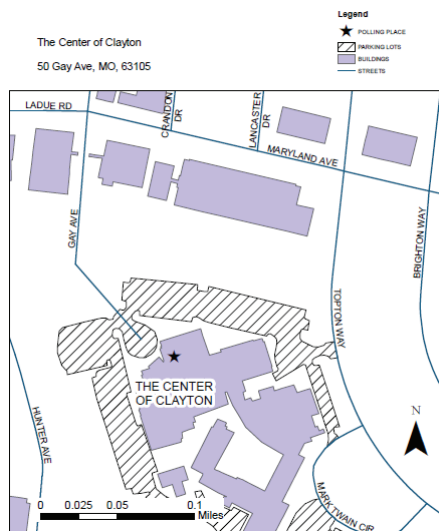 The Center of Clayton
50 Gay Ave, MO, 63105
Legend
POLLING PLACE
PARKING LOTS
BUILDINGS
STREETS
LADUE RD
CRANDON
DR
LANCASTER
DR
MARYLAND AVE
GAY AVE
BRIGHTON WAY
TOPTON WAY
THE CENTER
OF CLAYTON
HUNTER AVE
N
MARK TWAIN CIR
0 0.025 0.05 0.1
Miles